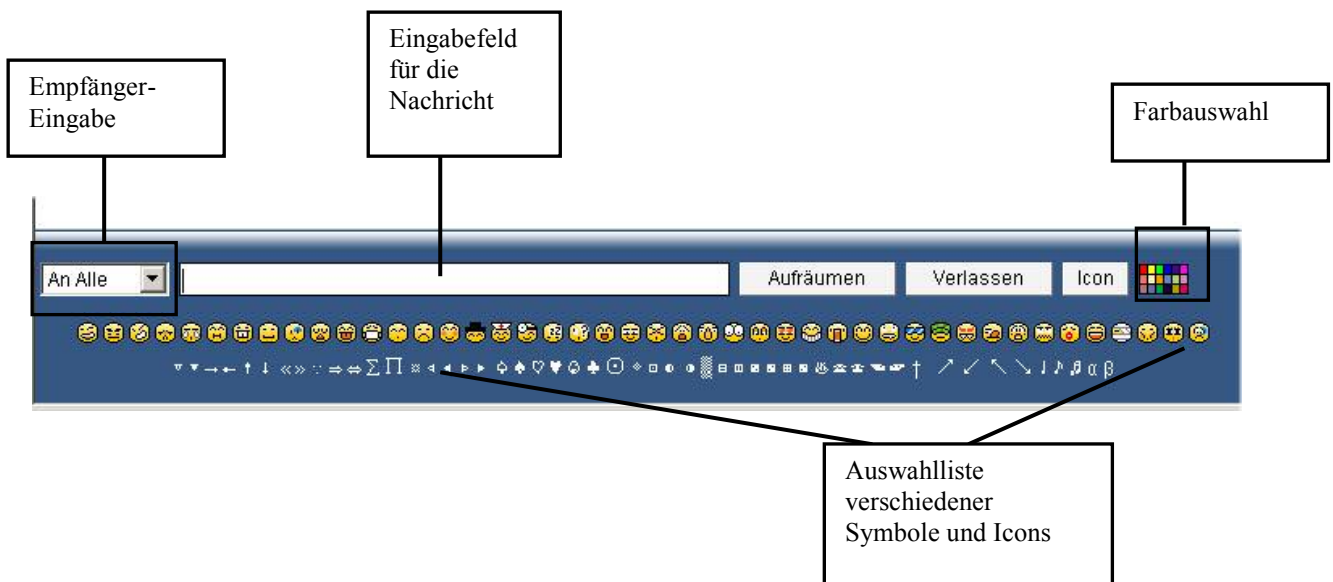 Eingabefeld
für die
Nachricht
Empfänger-
Eingabe
Farbauswahl
An Alle
Aufräumen
Verlassen
Icon
Auswahlliste
verschiedener
Symbole und Icons